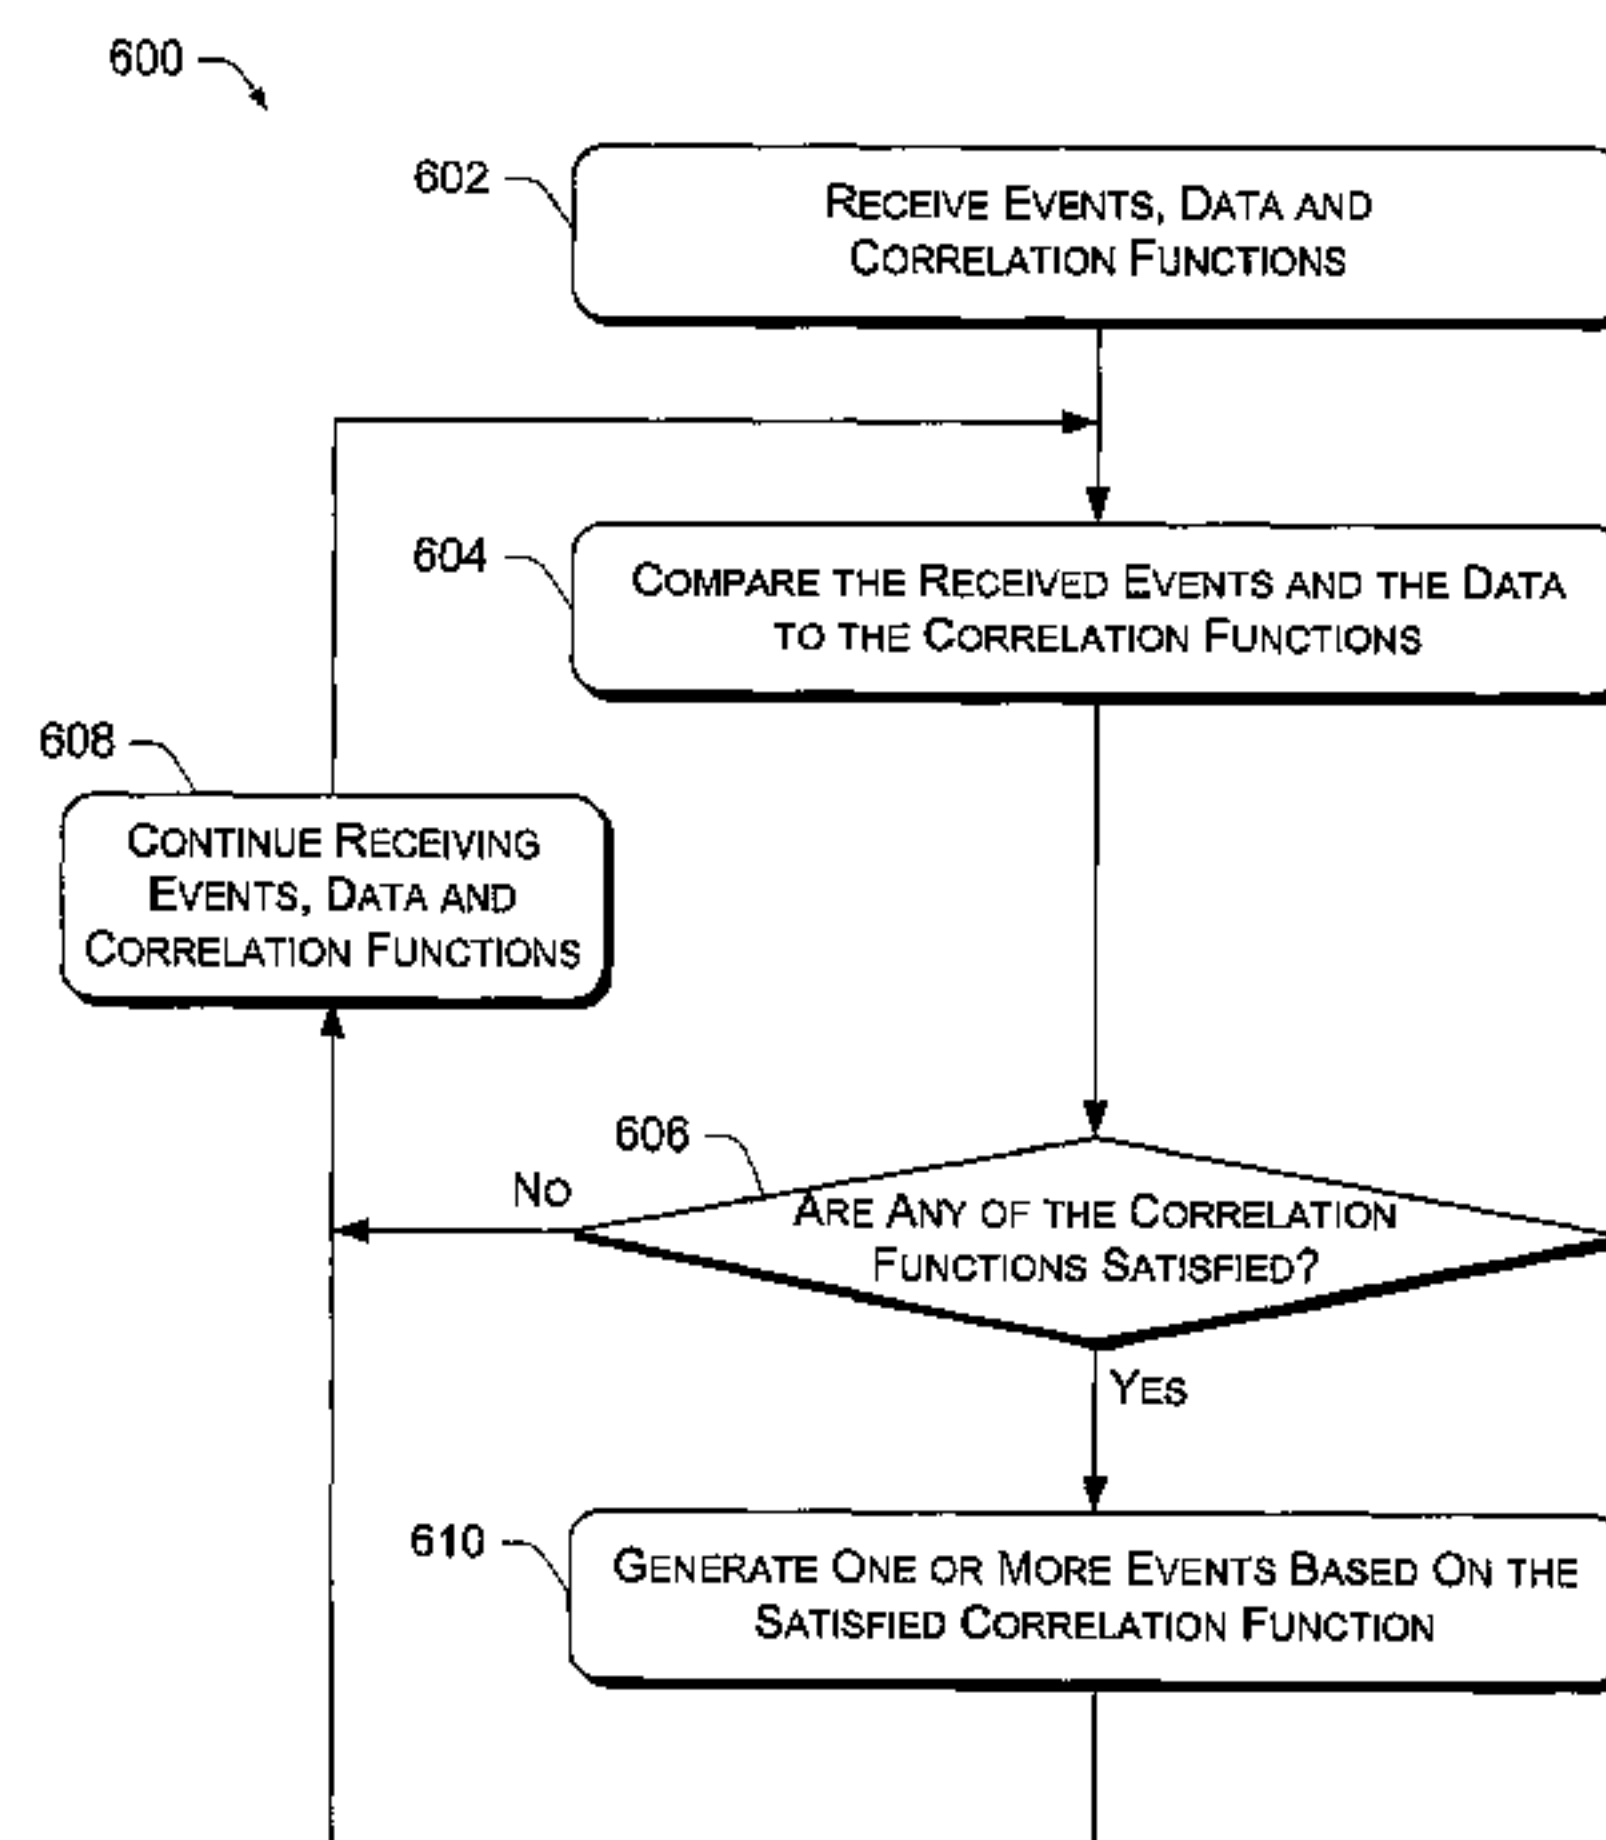 600
602
RECEIVE EVENTS, DATA AND
CORRELATION FUNCTIONS
604
COMPARE THE RECEIVED EVENTS AND THE DATA
TO THE CORRELATION FUNCTIONS
608
CONTINUE RECEIVING
EVENTS, DATA AND
CORRELATION FUNCTIONS
606
NO
ARE ANY OF THE CORRELATION
FUNCTIONS SATISFIED?
YES
610
GENERATE ONE OR MORE EVENTS BASED ON THE
SATISFIED CORRELATION FUNCTION